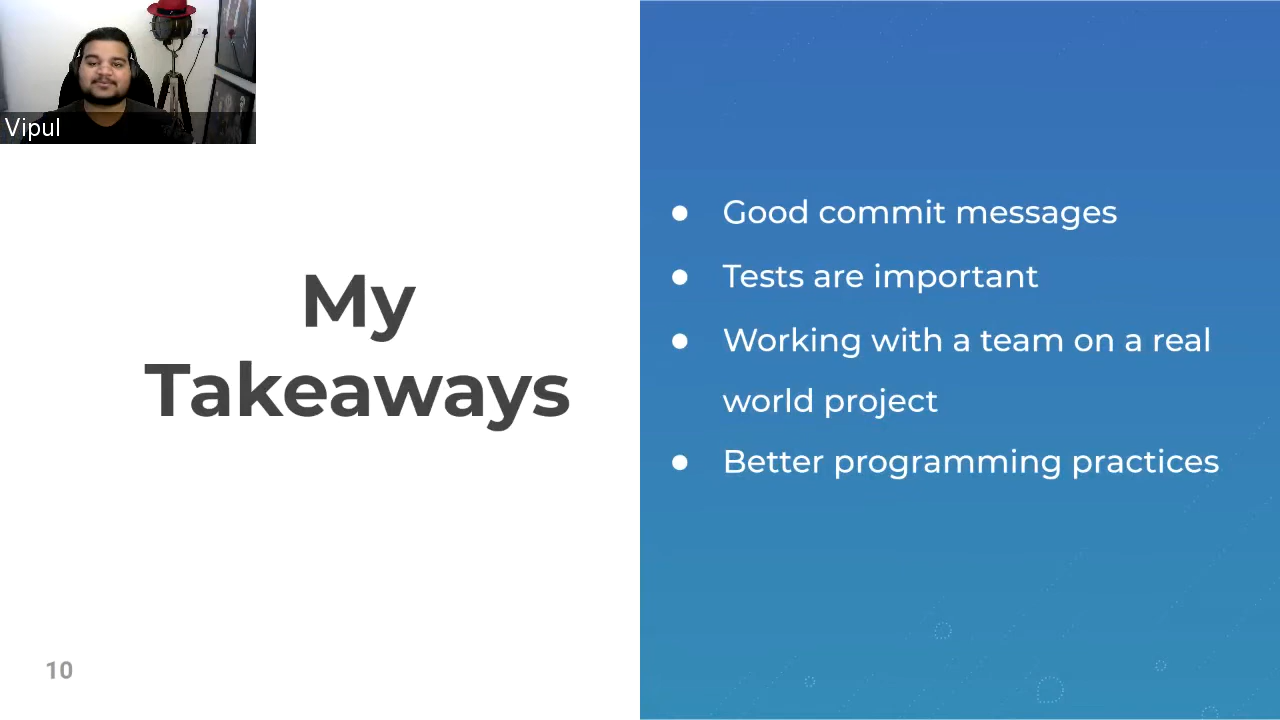 Vipul
My
Takeaways
● Good commit messages
● Tests are important
● Working with a team on a real
world project
● Better programming practices
10